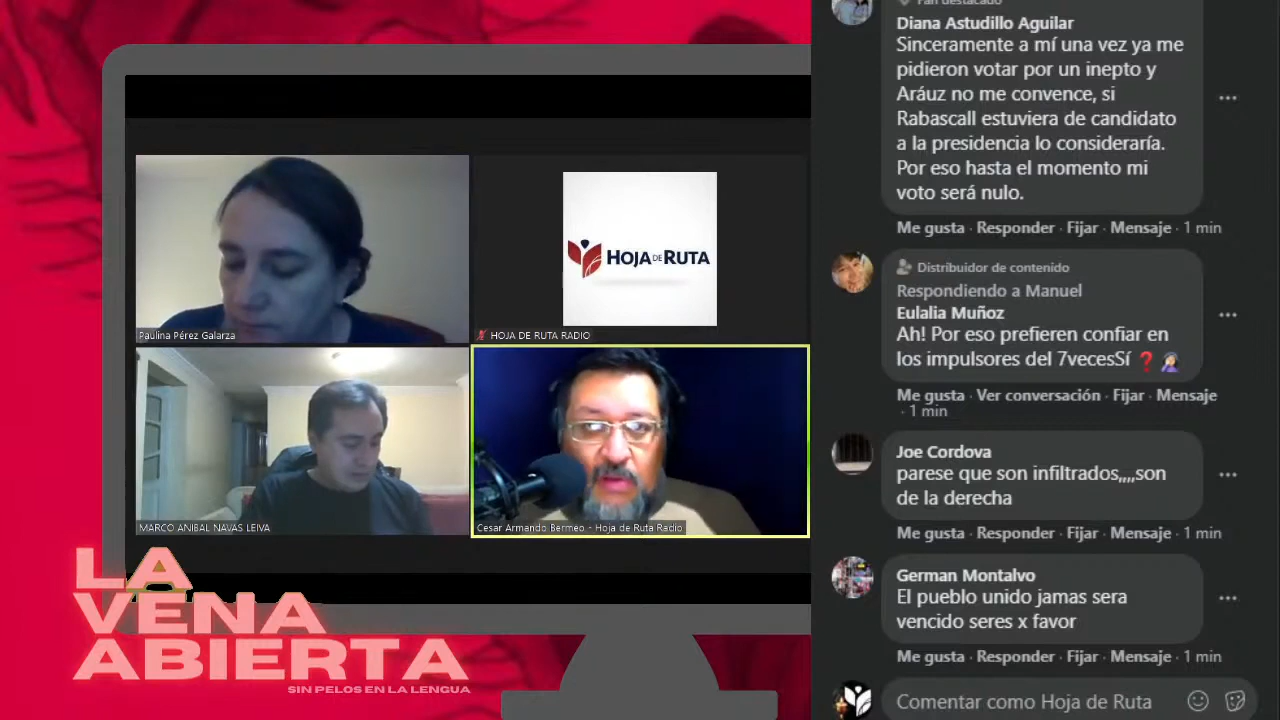 Paulina Pérez Galarza
HOJA DE RUTA
HOJA DE RUTA RADIO
MARCO ANIBAL NAVAS LEIVA
Cesar Armando Bermeo - Hoja de Ruta Radio
LA
VENA
ABIERTA
SIN PELOS EN LA LENGUA
Fan destacado
Diana Astudillo Aguilar
Sinceramente a mí una vez ya me
pidieron votar por un inepto y
Aráuz no me convence, si
Rabascall estuviera de candidato
a la presidencia lo consideraría.
Por eso hasta el momento mi
voto será nulo.
Me gusta · Responder · Fijar · Mensaje · 1 min
Distribuidor de contenido
Respondiendo a Manuel
Eulalia Muñoz
Ah! Por eso prefieren confiar en
los impulsores del 7vecesSí ❓ 🤦🏻‍♀️
Me gusta · Ver conversación · Fijar · Mensaje
· 1 min
Joe Cordova
parese que son infiltrados,,,,son
de la derecha
Me gusta · Responder · Fijar · Mensaje · 1 min
German Montalvo
El pueblo unido jamas sera
vencido seres x favor
Me gusta · Responder · Fijar · Mensaje · 1 min
Comentar como Hoja de Ruta